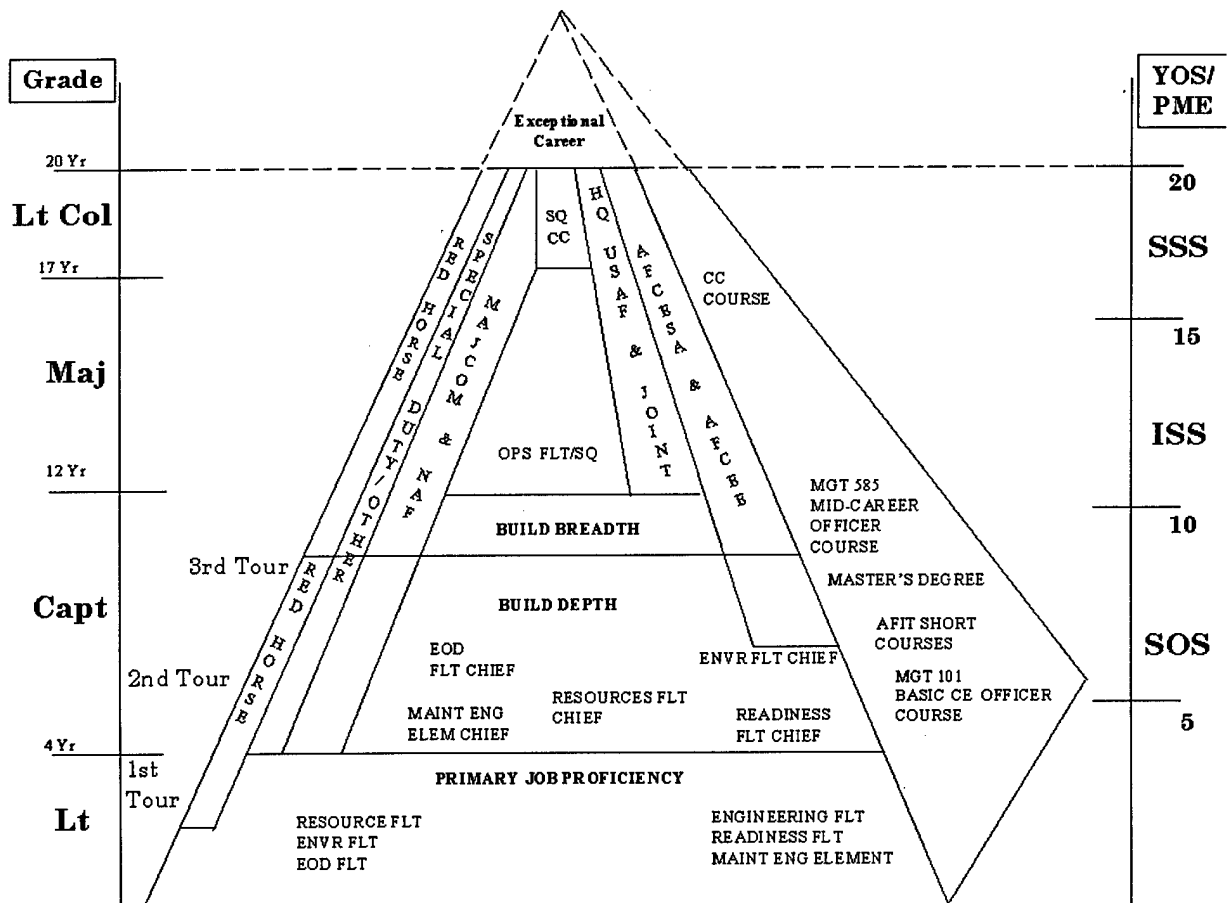 Grade
YOS/
PME
Exceptional
Career
20 Yr
20
Lt Col
SQ
CC
SSS
17 Yr
CC
COURSE
15
RED HORSE
SPECIAL DUTY/OTHER
MAJCOM & NAF
HQ USAF & JOINT
AFCESA & AFCEE
Maj
ISS
OPS FLT/SQ
12 Yr
MGT 585
MID-CAREER
OFFICER
COURSE
10
BUILD BREADTH
3rd Tour
RED HORSE
MASTER'S DEGREE
Capt
BUILD DEPTH
AFIT SHORT
COURSES
SOS
EOD
FLT CHIEF
ENVR FLT CHIEF
2nd Tour
MGT 101
BASIC CE OFFICER
COURSE
RESOURCES FLT
CHIEF
MAINT ENG
ELEM CHIEF
READINESS
FLT CHIEF
5
4 Yr
1st
Tour
PRIMARY JOB PROFICIENCY
Lt
RESOURCE FLT
ENVR FLT
EOD FLT
ENGINEERING FLT
READINESS FLT
MAINT ENG ELEMENT